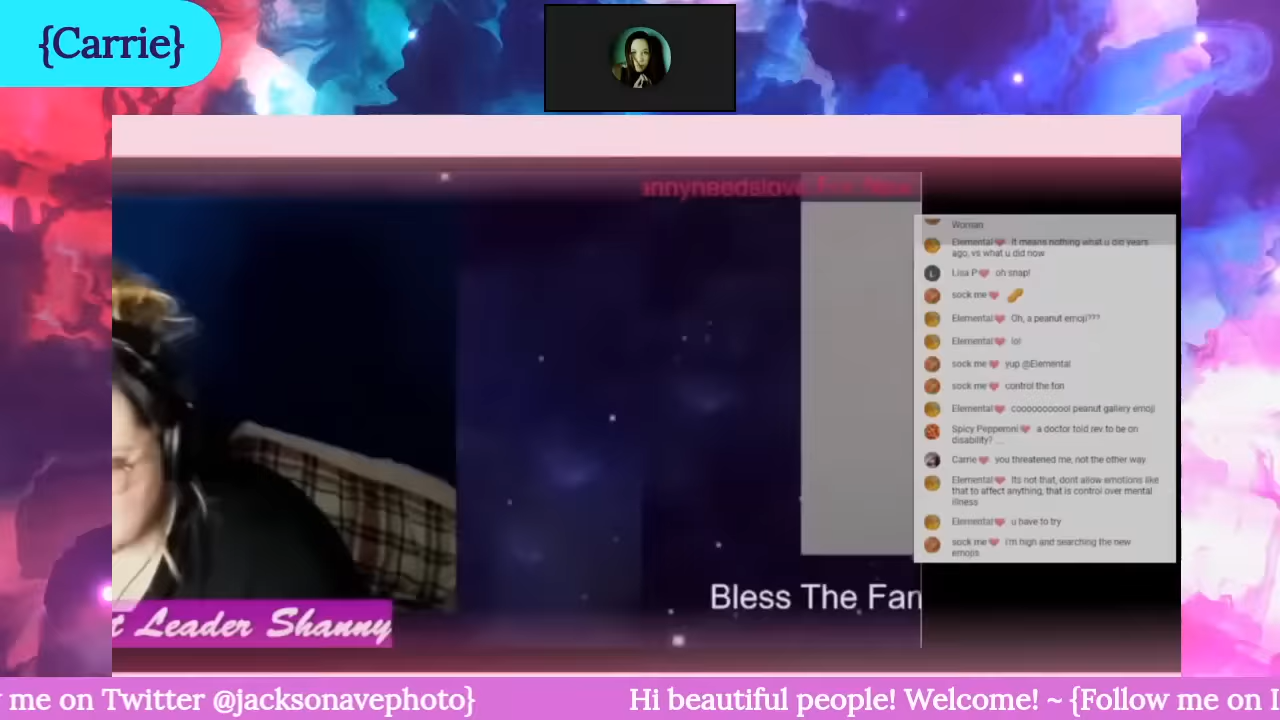 {Carrie}
For Now
Woman
Elemental it means nothing what u did years
ago, vs what u did now
L
Lisa P oh snap!
sock me
Elemental Oh, a peanut emoji???
Elemental lol
sock me yup @Elemental
sock me control the fon
Elemental cooooooooool peanut gallery emoji
Spicy Pepperoni a doctor told rev to be on
disability? ...
Carrie you threatened me, not the other way
Elemental Its not that, dont allow emotions like
that to affect anything, that is control over mental
illness
Elemental u have to try
sock me i'm high and searching the new
emojis
Bless The Fan
t Leader Shanny
me on Twitter @jacksonavephoto} Hi beautiful people! Welcome! ~ {Follow me on I